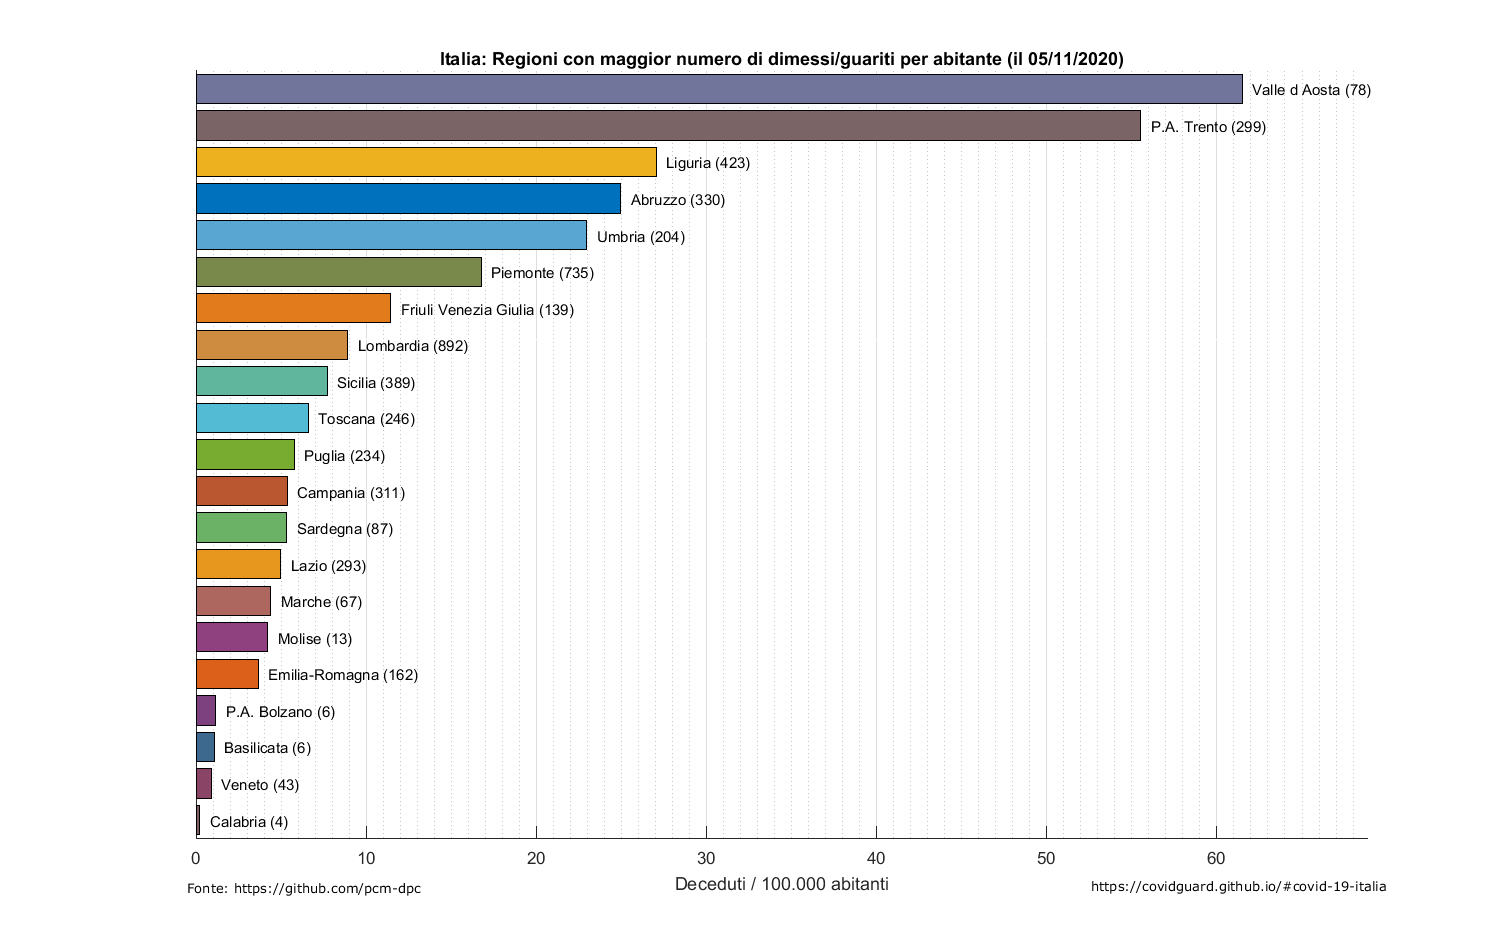 Italia: Regioni con maggior numero di dimessi/guariti per abitante (il 05/11/2020)
Valle d Aosta (78)
P.A. Trento (299)
Liguria (423)
Abruzzo (330)
Umbria (204)
Piemonte (735)
Friuli Venezia Giulia (139)
Lombardia (892)
Sicilia (389)
Toscana (246)
Puglia (234)
Campania (311)
Sardegna (87)
Lazio (293)
Marche (67)
Molise (13)
Emilia-Romagna (162)
P.A. Bolzano (6)
Basilicata (6)
Veneto (43)
Calabria (4)
0 10 20 30 40 50 60
Deceduti / 100.000 abitanti
Fonte: https://github.com/pcm-dpc
https://covidguard.github.io/#covid-19-italia